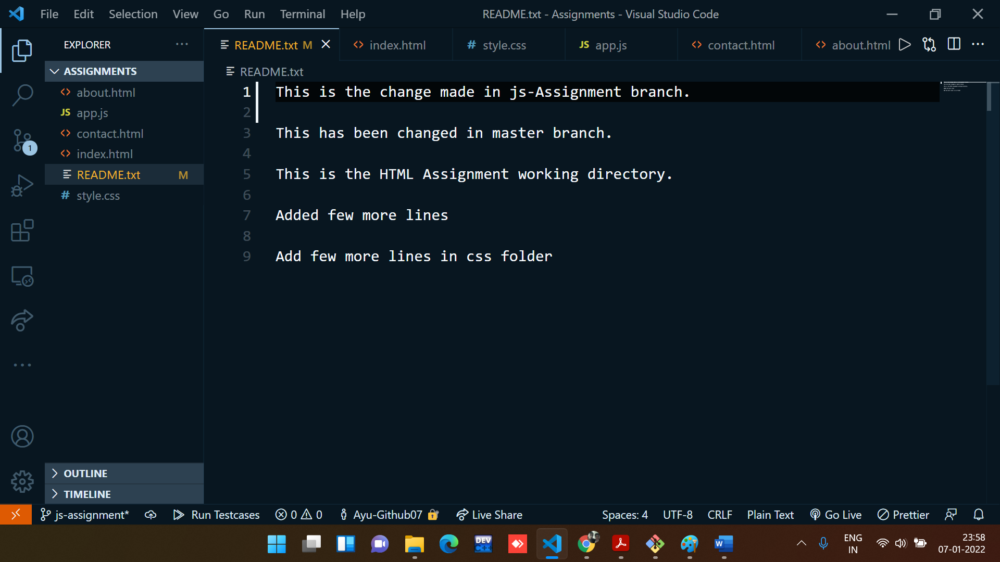 File Edit Selection View Go Run Terminal Help
README.txt - Assignments - Visual Studio Code
EXPLORER
ASSIGNMENTS
<> about.html
JS app.js
<> contact.html
<> index.html
README.txt M
# style.css
OUTLINE
TIMELINE
1
README.txt M
<> index.html
# style.css
JS app.js
<> contact.html
<> about.html
README.txt
1 This is the change made in js-Assignment branch.
2
3 This has been changed in master branch.
4
5 This is the HTML Assignment working directory.
6
7 Added few more lines
8
9 Add few more lines in css folder
js-assignment* Run Testcases 0 0 Ayu-Github07 Live Share Spaces: 4 UTF-8 CRLF Plain Text Go Live Prettier
DEV
C++
W
ENG
IN
23:58
07-01-2022